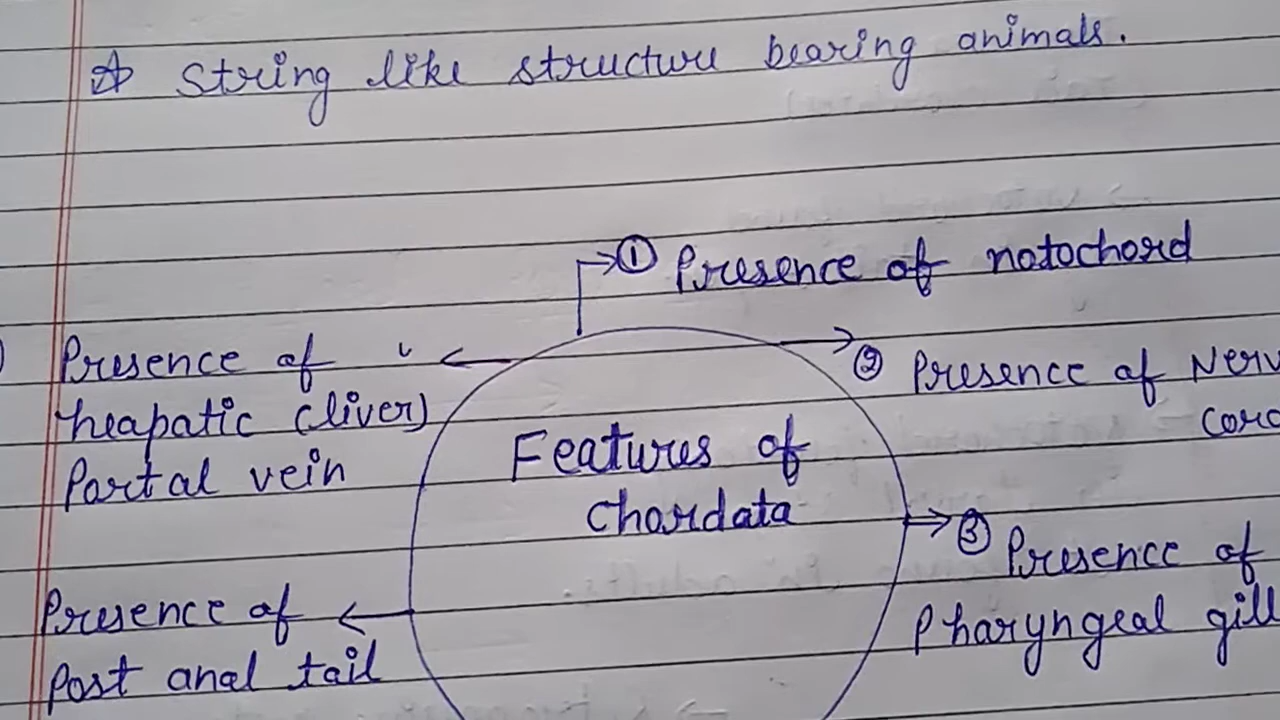 String like structure bearing animals.
① Presence of notochord
Presence of
heapatic (liver)
Portal vein
② Presence of Nerv
Cord
Features of
Chordata
③ Presence of
Pharyngeal gill
Presence of
Post anal tail